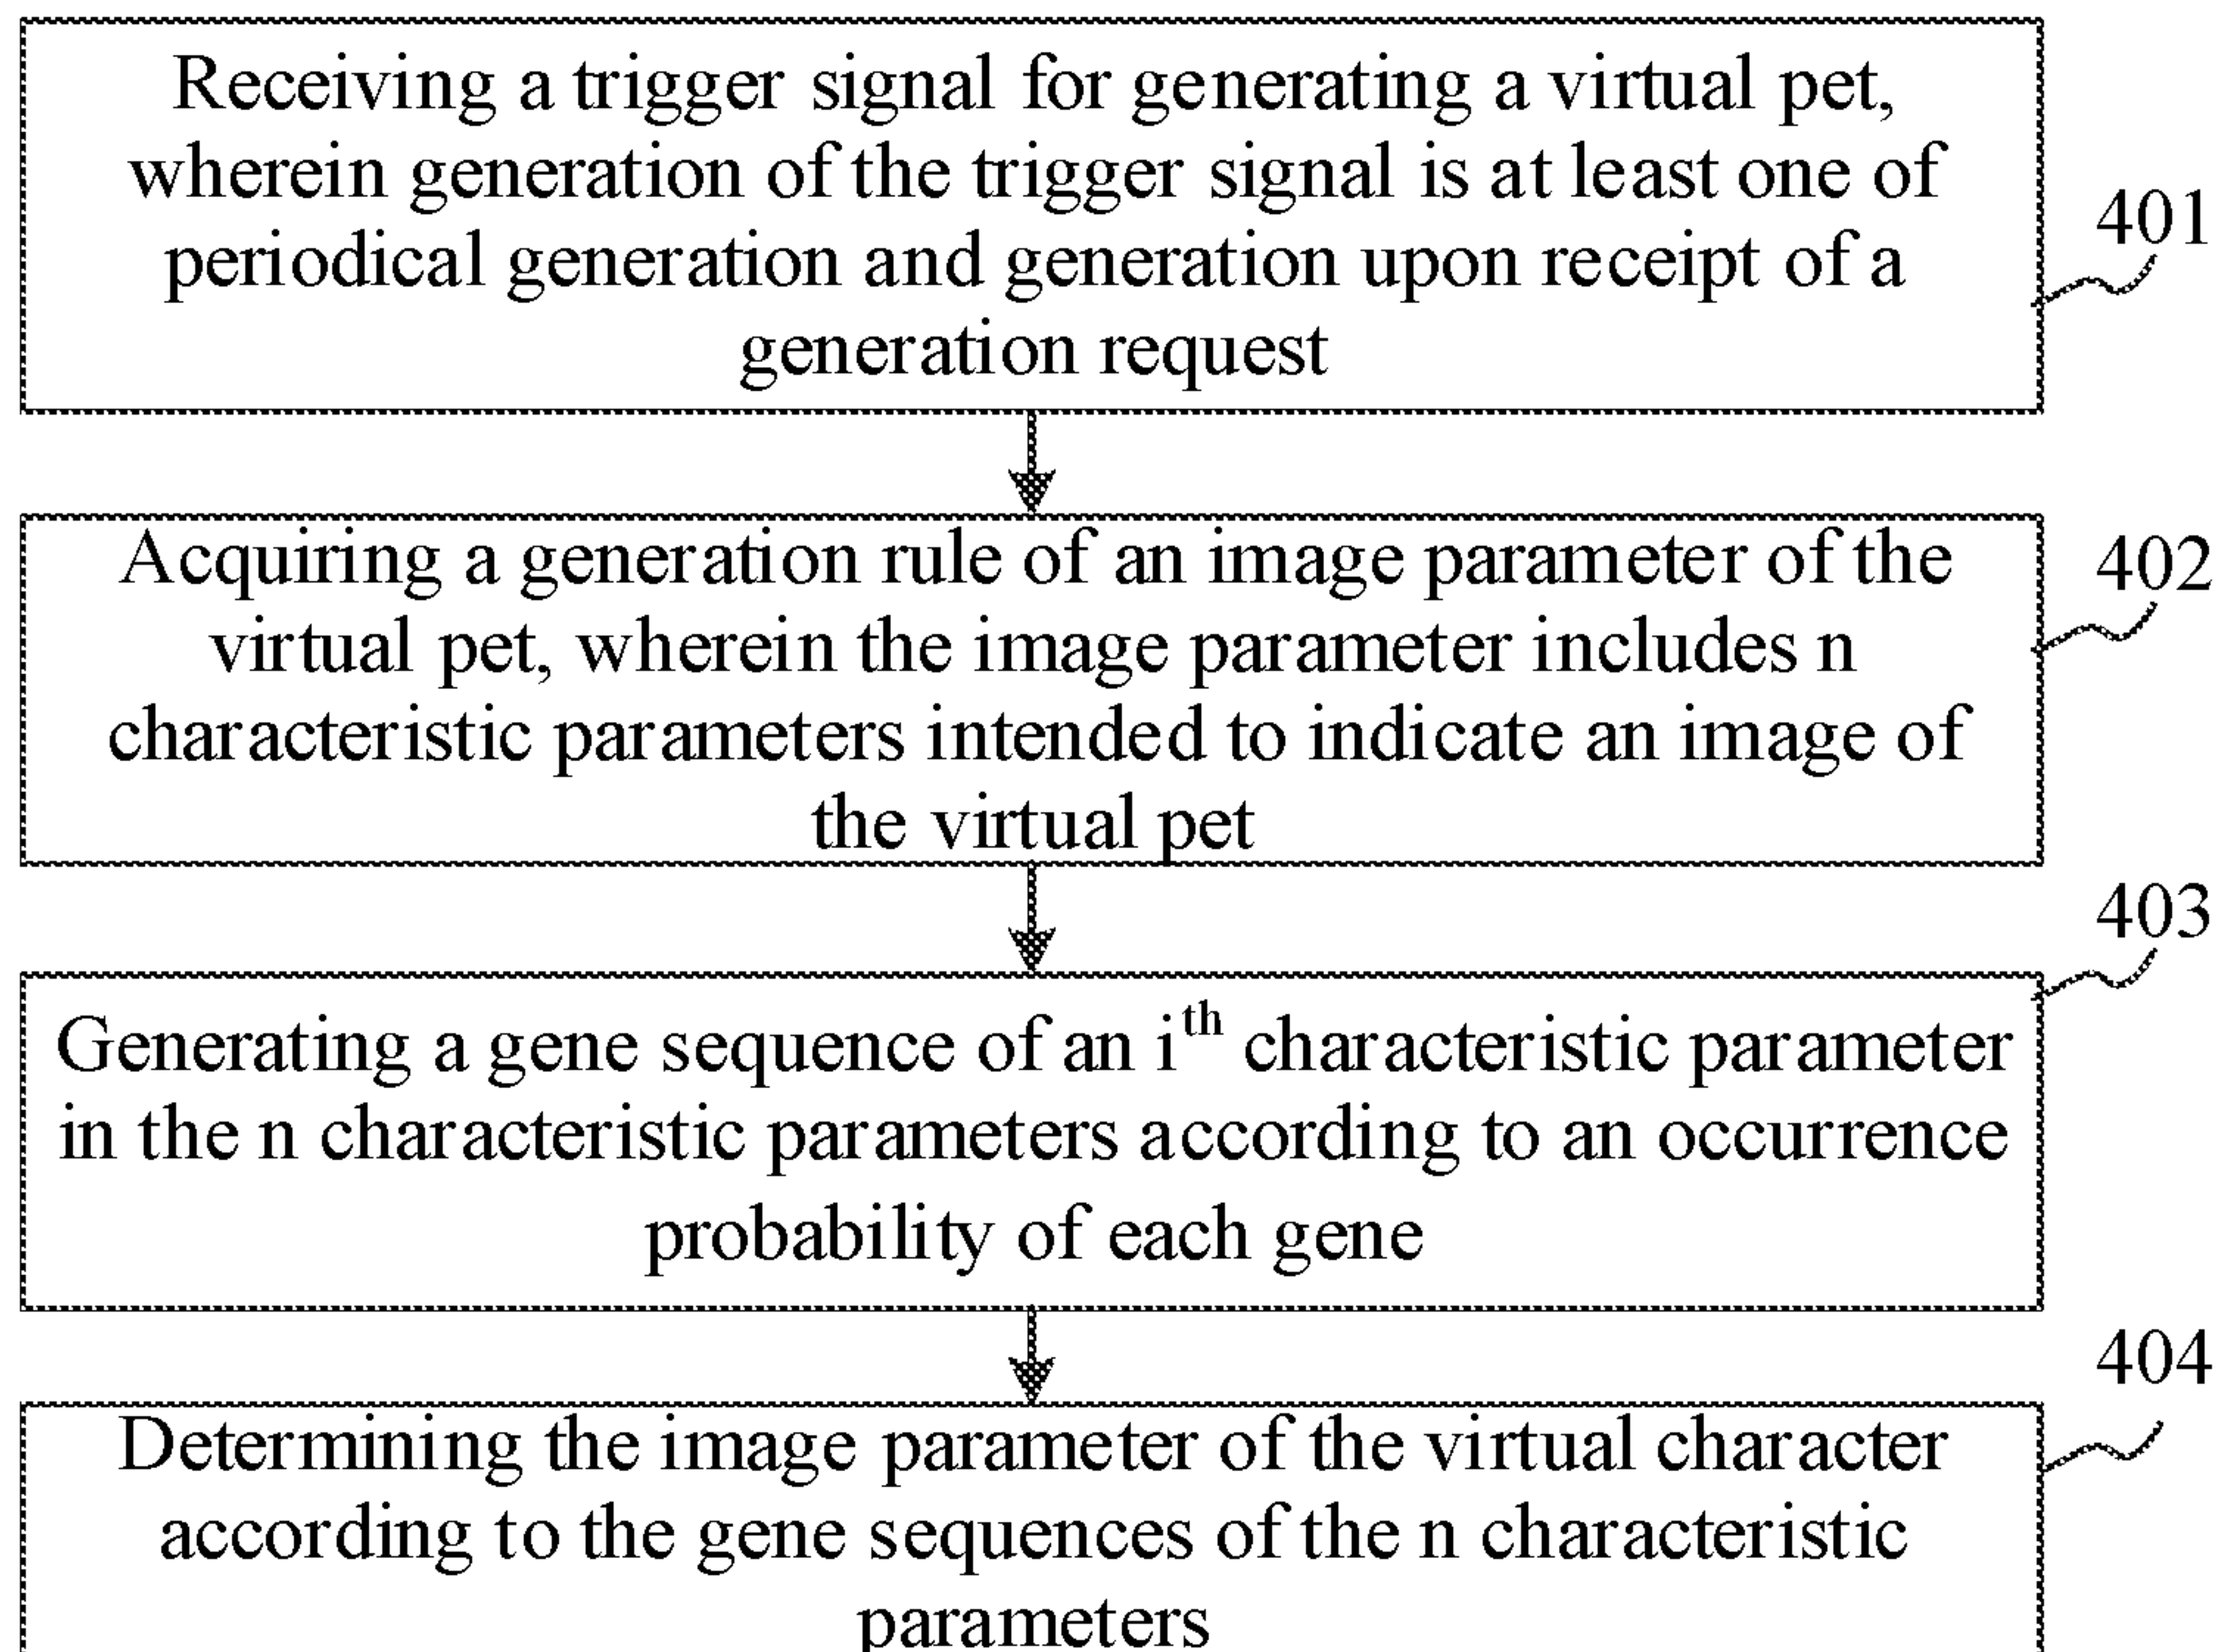 Receiving a trigger signal for generating a virtual pet,
wherein generation of the trigger signal is at least one of
periodical generation and generation upon receipt of a
generation request
401
Acquiring a generation rule of an image parameter of the
virtual pet, wherein the image parameter includes n
characteristic parameters intended to indicate an image of
the virtual pet
402
403
Generating a gene sequence of an i^th characteristic parameter
in the n characteristic parameters according to an occurrence
probability of each gene
404
Determining the image parameter of the virtual character
according to the gene sequences of the n characteristic
parameters